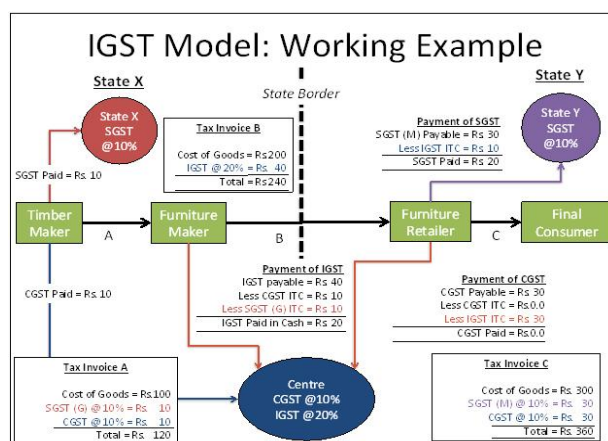 IGST Model: Working Example
State X
State Border
State Y
State X
SGST
@10%
Tax Invoice B
Cost of Goods = Rs200
IGST @ 20% = Rs 40
Total = Rs240
Payment of SGST
SGST (M) Payable = Rs 30
Less IGST ITC = Rs 10
SGST Paid = Rs 20
State Y
SGST
@10%
SGST Paid = Rs. 10
Timber
Maker
A
Furniture
Maker
B
Furniture
Retailer
C
Final
Consumer
CGST Paid = Rs.10
Payment of IGST
IGST payable = Rs 40
Less CGST ITC = Rs 10
Less SGST (G) ITC = Rs 10
IGST Paid in Cash = Rs 20
Payment of CGST
CGST Payable = Rs 30
Less CGST ITC = Rs.0.0
Less IGST ITC = Rs 30
CGST Paid = Rs.0.0
Tax Invoice A
Cost of Goods = Rs.100
SGST (G) @ 10% = Rs. 10
CGST @ 10% = Rs. 10
Total = Rs. 120
Centre
CGST @10%
IGST @20%
Tax Invoice C
Cost of Goods = Rs. 300
SGST (M) @ 10% = Rs. 30
CGST @ 10% = Rs. 30
Total = Rs. 360